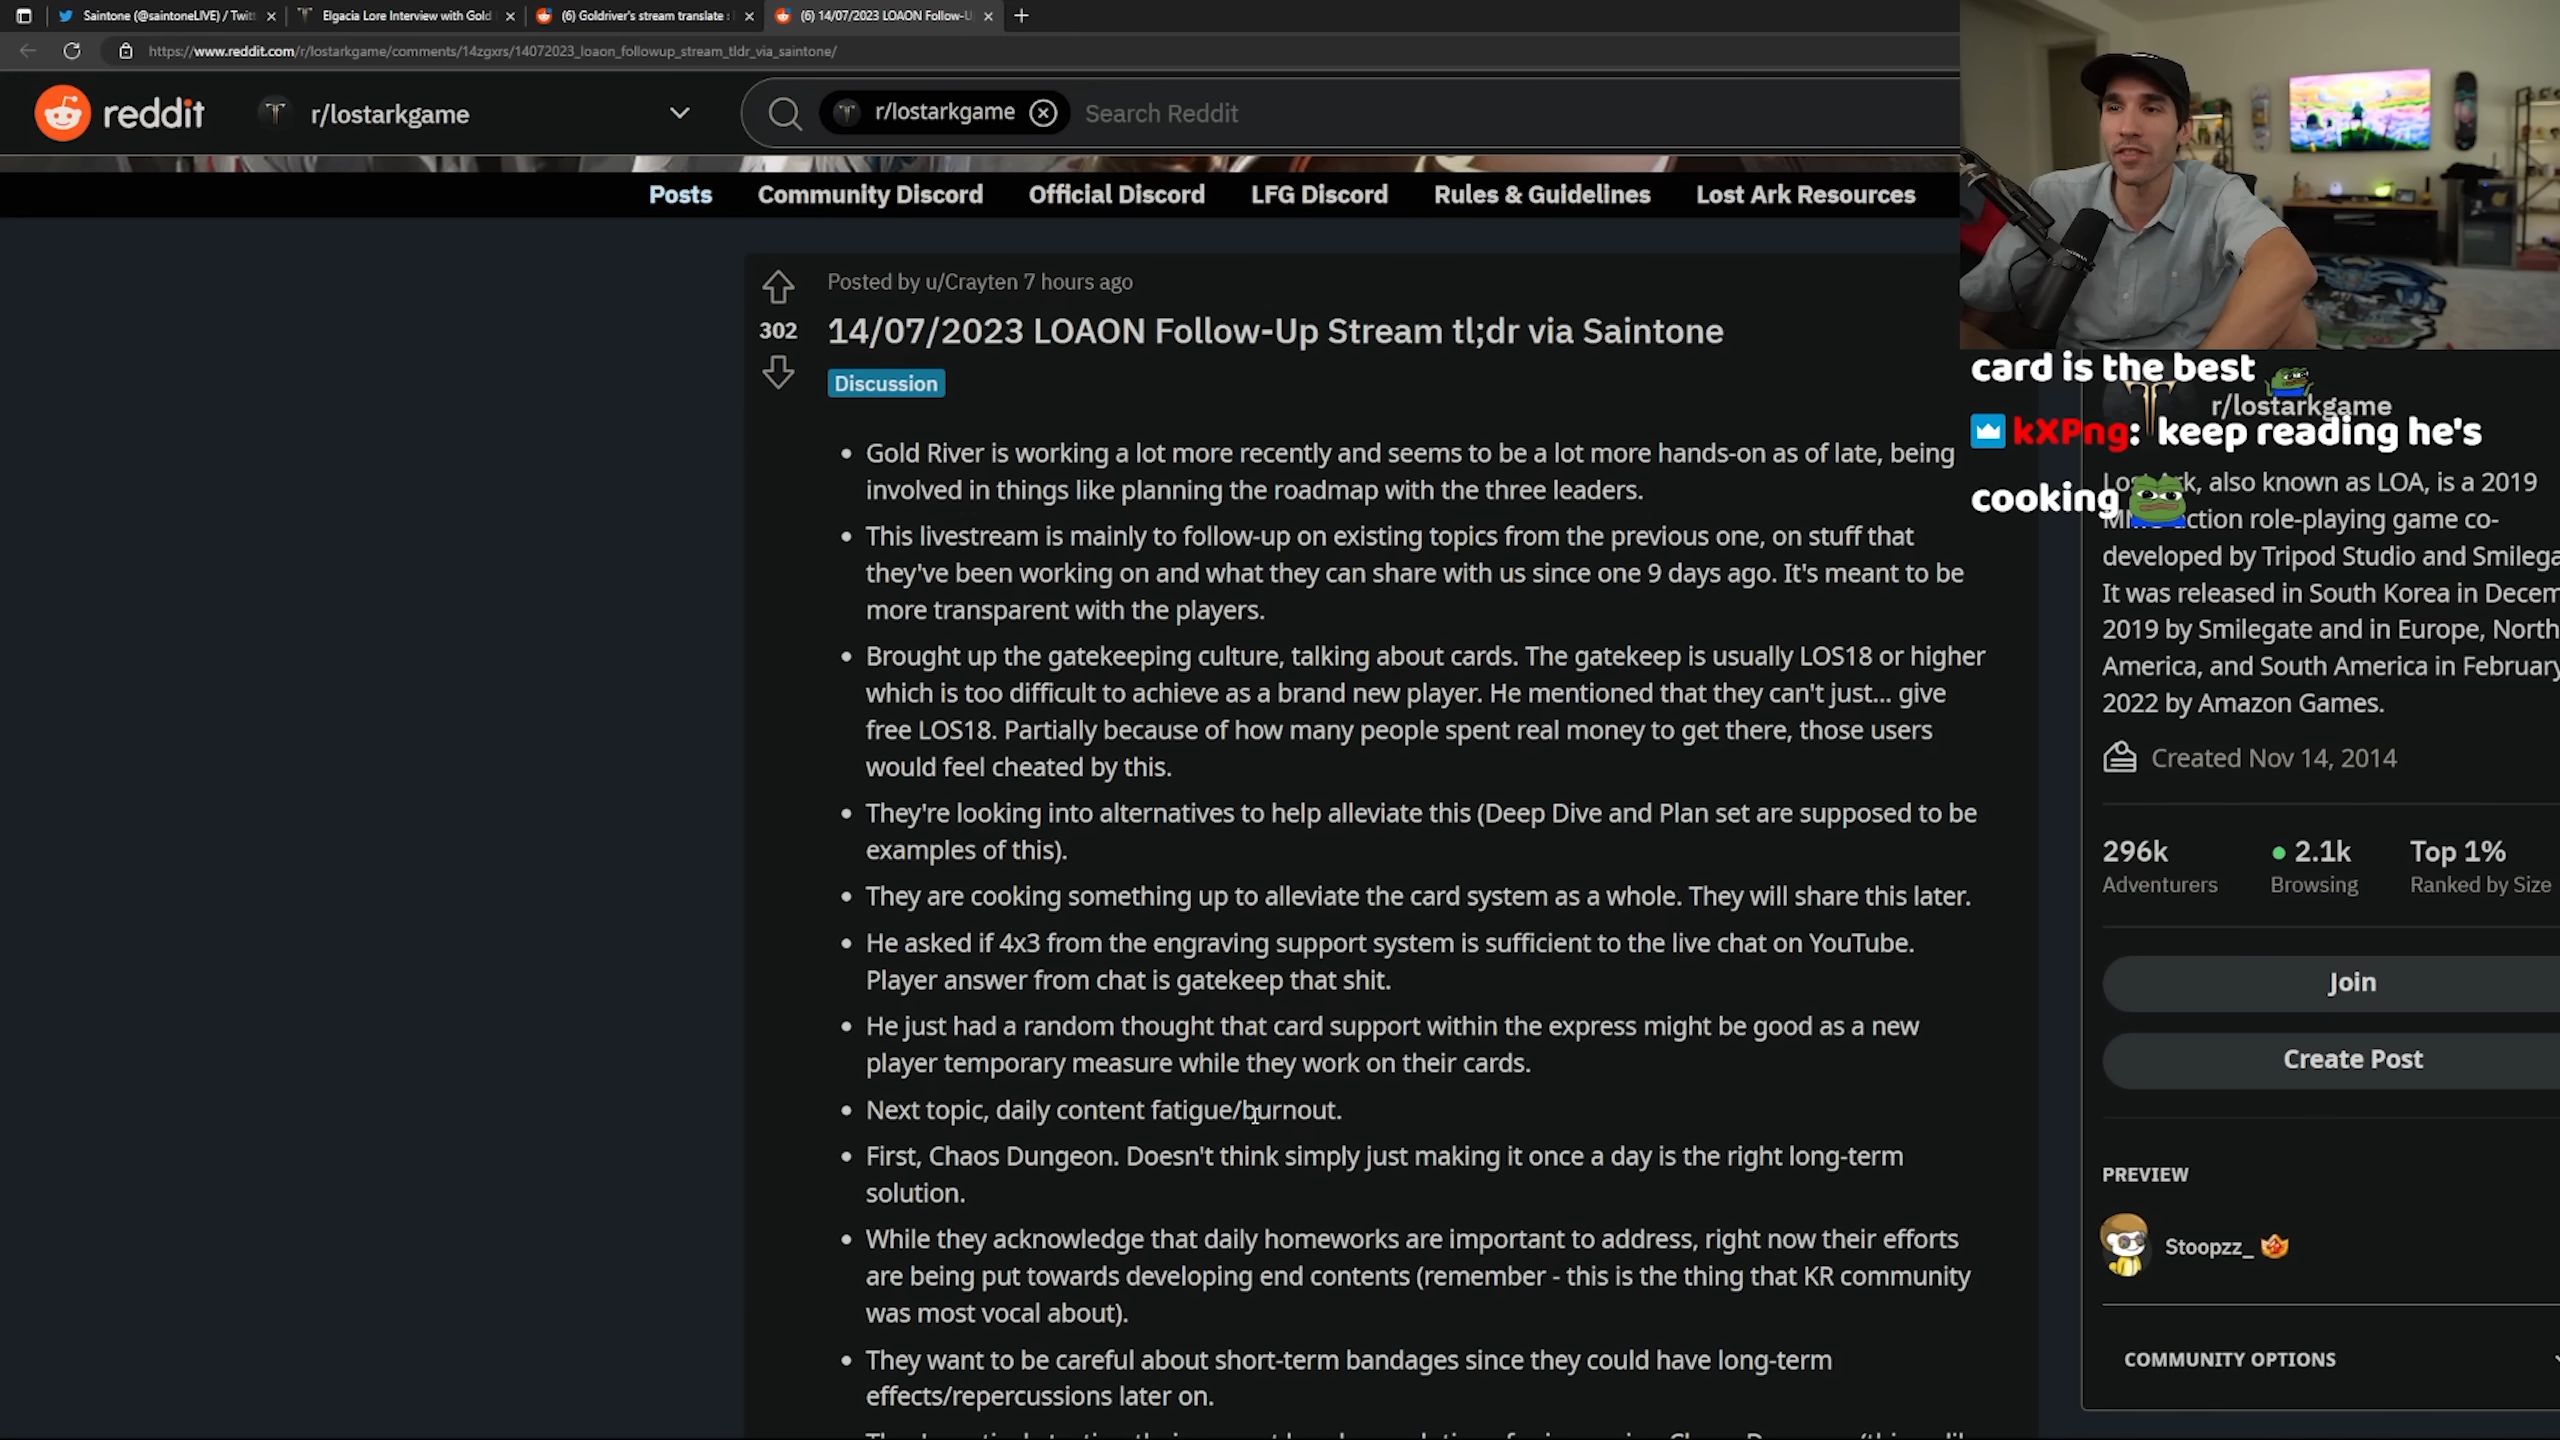 Saintone (@saintoneLIVE) / Twitt
Elgacia Lore Interview with Gold
(6) Goldriver's stream translate :
(6) 14/07/2023 LOAON Follow-U
https://www.reddit.com/r/lostarkgame/comments/14zgxrs/14072023_loaon_followup_stream_tldr_via_saintone/
reddit
r/lostarkgame
r/lostarkgame
Search Reddit
Posts
Community Discord
Official Discord
LFG Discord
Rules & Guidelines
Lost Ark Resources
302
Posted by u/Crayten 7 hours ago
14/07/2023 LOAON Follow-Up Stream tl;dr via Saintone
Discussion
• Gold River is working a lot more recently and seems to be a lot more hands-on as of late, being
involved in things like planning the roadmap with the three leaders.
• This livestream is mainly to follow-up on existing topics from the previous one, on stuff that
they've been working on and what they can share with us since one 9 days ago. It's meant to be
more transparent with the players.
• Brought up the gatekeeping culture, talking about cards. The gatekeep is usually LOS18 or higher
which is too difficult to achieve as a brand new player. He mentioned that they can't just... give
free LOS18. Partially because of how many people spent real money to get there, those users
would feel cheated by this.
• They're looking into alternatives to help alleviate this (Deep Dive and Plan set are supposed to be
examples of this).
• They are cooking something up to alleviate the card system as a whole. They will share this later.
• He asked if 4x3 from the engraving support system is sufficient to the live chat on YouTube.
Player answer from chat is gatekeep that shit.
• He just had a random thought that card support within the express might be good as a new
player temporary measure while they work on their cards.
• Next topic, daily content fatigue/burnout.
• First, Chaos Dungeon. Doesn't think simply just making it once a day is the right long-term
solution.
• While they acknowledge that daily homeworks are important to address, right now their efforts
are being put towards developing end contents (remember - this is the thing that KR community
was most vocal about).
• They want to be careful about short-term bandages since they could have long-term
effects/repercussions later on.
card is the best
r/lostarkgame
kXPng: keep reading he's
cooking
k, also known as LOA, is a 2019
ction role-playing game co-
developed by Tripod Studio and Smilega
It was released in South Korea in Decem
2019 by Smilegate and in Europe, North
America, and South America in February
2022 by Amazon Games.
Created Nov 14, 2014
296k
Adventurers
2.1k
Browsing
Top 1%
Ranked by Size
Join
Create Post
PREVIEW
Stoopzz_
COMMUNITY OPTIONS